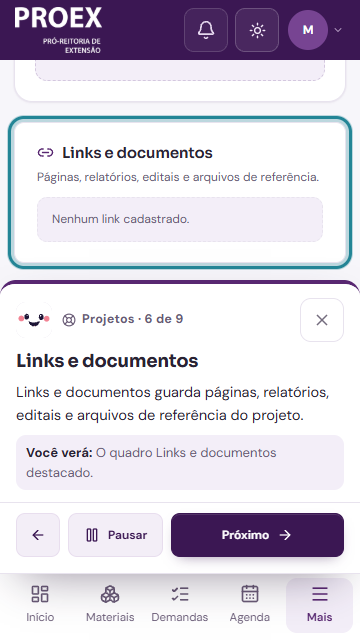 PROEX
PRÓ-REITORIA DE
EXTENSÃO
M
Links e documentos
Páginas, relatórios, editais e arquivos de referência.
Nenhum link cadastrado.
Projetos · 6 de 9
Links e documentos
Links e documentos guarda páginas, relatórios,
editais e arquivos de referência do projeto.
Você verá: O quadro Links e documentos
destacado.
Pausar
Próximo
Início
Materiais
Demandas
Agenda
Mais